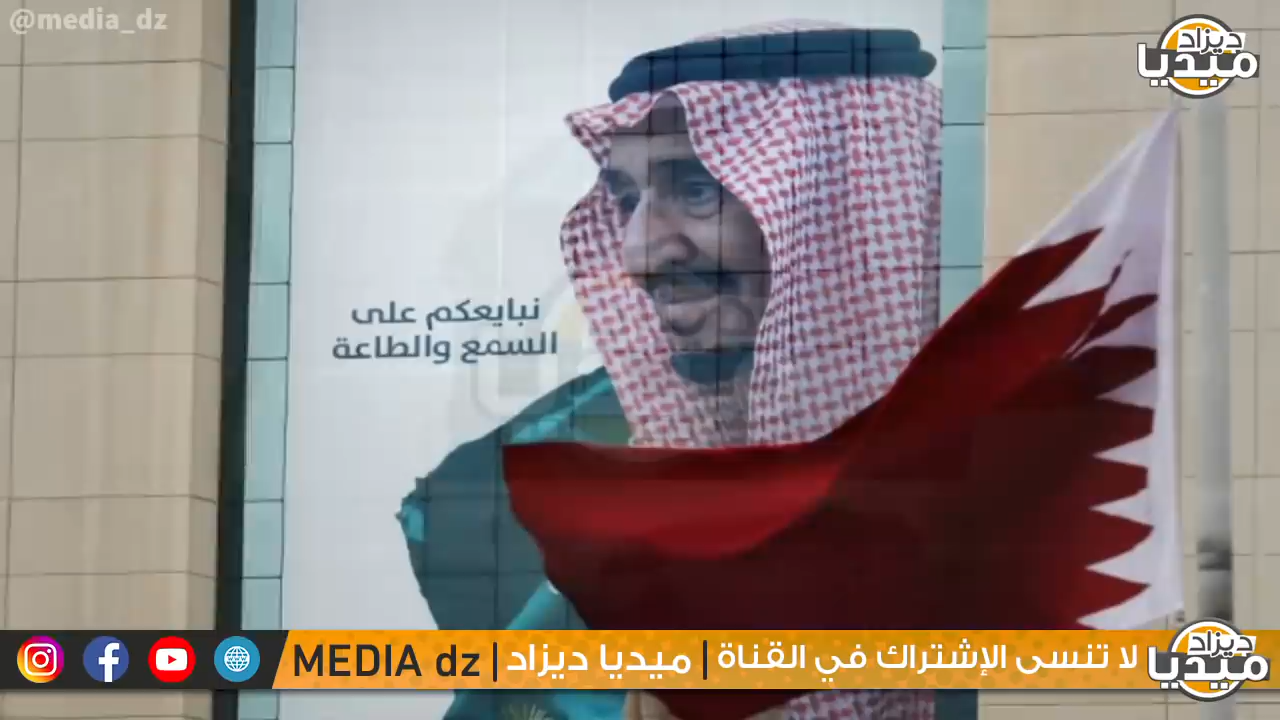 @media_dz
ديزاد
ميديا
نبايعكم على
السمع والطاعة
MEDIA dz | ميديا ديزاد | لا تنسى الإشتراك في القناة
ديزاد
ميديا